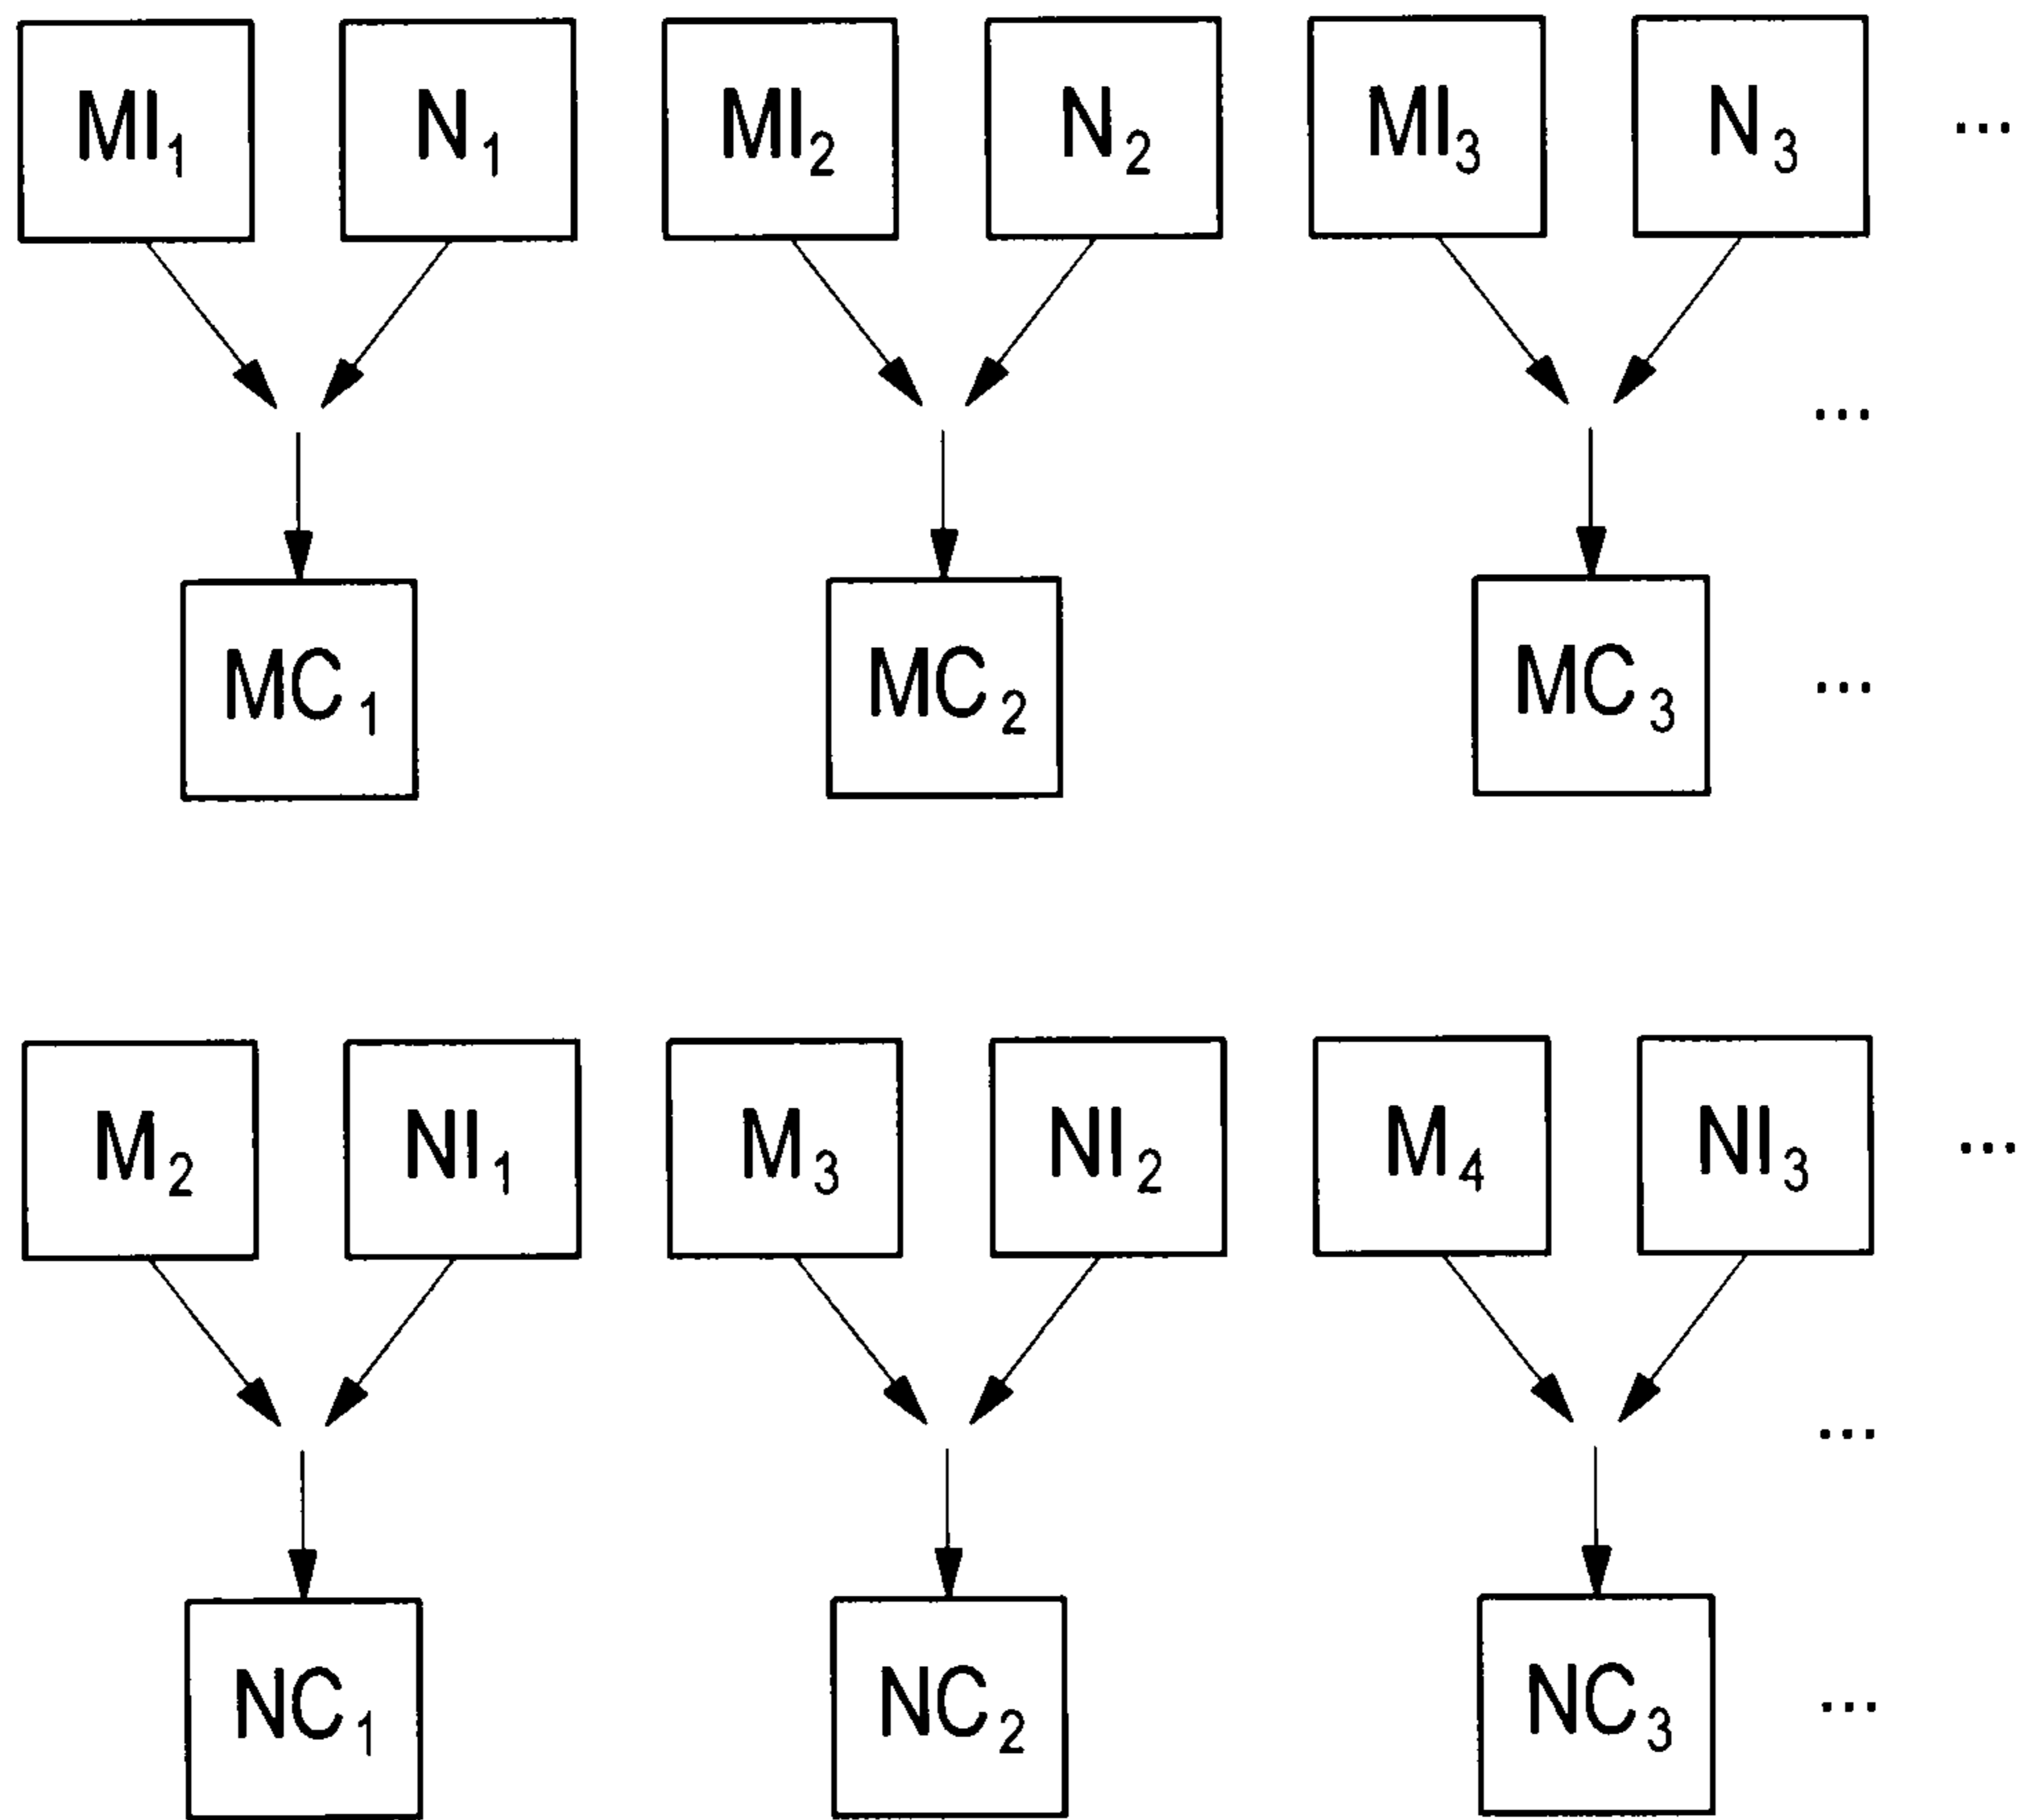 MI₁ N₁ MI₂ N₂ MI₃ N₃ ...
...
MC₁ MC₂ MC₃ ...
M₂ NI₁ M₃ NI₂ M₄ NI₃ ...
...
NC₁ NC₂ NC₃ ...